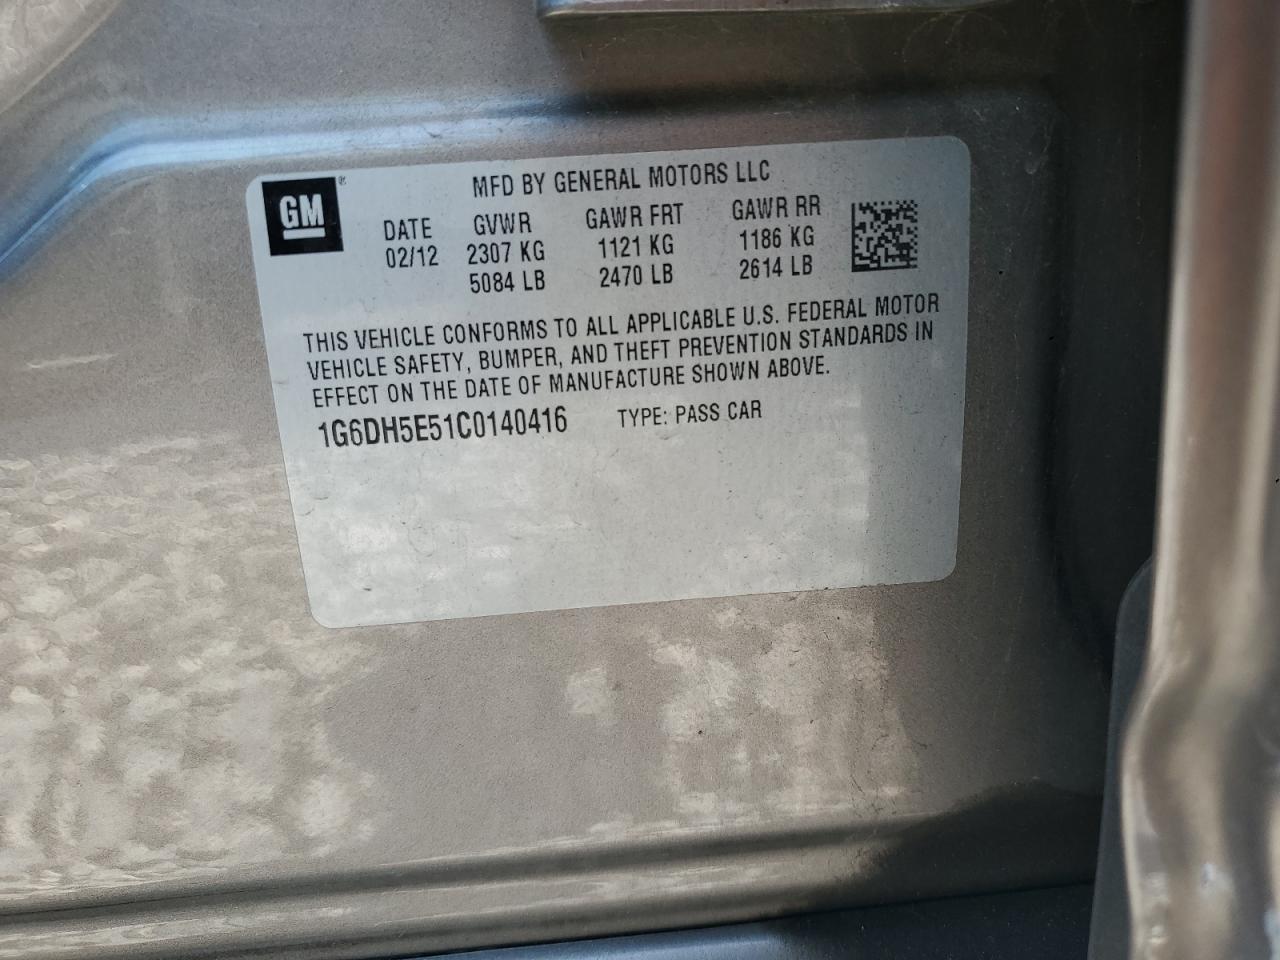 GM ®
MFD BY GENERAL MOTORS LLC
DATE GVWR GAWR FRT GAWR RR
02/12 2307 KG 1121 KG 1186 KG
5084 LB 2470 LB 2614 LB
THIS VEHICLE CONFORMS TO ALL APPLICABLE U.S. FEDERAL MOTOR
VEHICLE SAFETY, BUMPER, AND THEFT PREVENTION STANDARDS IN
EFFECT ON THE DATE OF MANUFACTURE SHOWN ABOVE.
1G6DH5E51C0140416 TYPE: PASS CAR